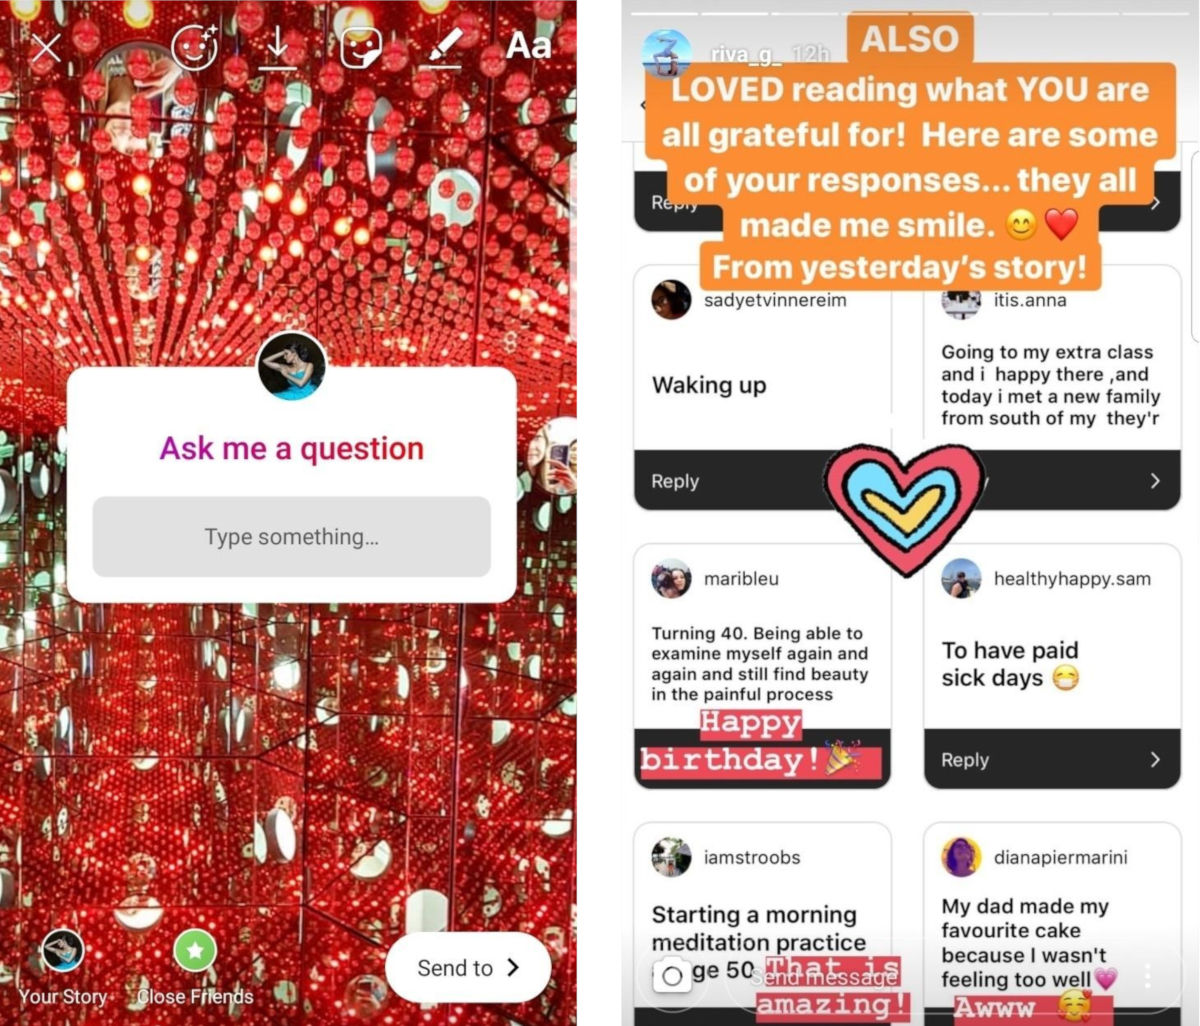 Aa
Ask me a question
Type something...
Your Story
Close Friends
Send to
riva_g_ 12h
ALSO
LOVED reading what YOU are
all grateful for! Here are some
of your responses... they all
made me smile. 😊❤️
From yesterday's story!
Reply
sadyetvinnereim
Waking up
Reply
itis.anna
Going to my extra class
and i happy there ,and
today i met a new family
from south of my they'r
maribleu
Turning 40. Being able to
examine myself again and
again and still find beauty
in the painful process
Happy
birthday!🎉
healthyhappy.sam
To have paid
sick days 😷
Reply
iamstroobs
Starting a morning
meditation practice
ge 50
That is
amazing!
Send message
dianapiermarini
My dad made my
favourite cake
because I wasn't
feeling too well💗
Awww 🥰